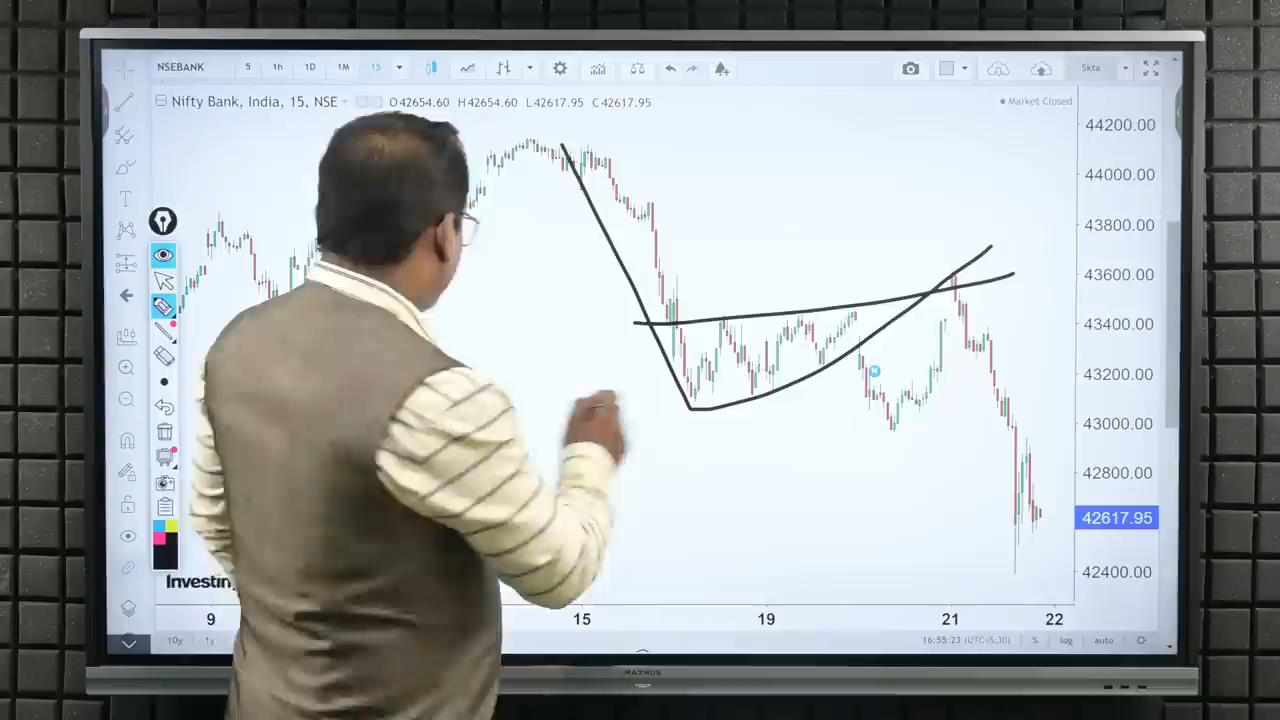 NSEBANK 5 1h 1D 1M 15 5kta
Nifty Bank, India, 15, NSE O42654.60 H42654.60 L42617.95 C42617.95 Market Closed
44200.00
44000.00
43800.00
43600.00
43400.00
N
43200.00
43000.00
42800.00
42617.95
42400.00
Investin
9 15 19 21 22
10y 1y 16:55:23 (UTC+5:30) % log auto
MAXHUB